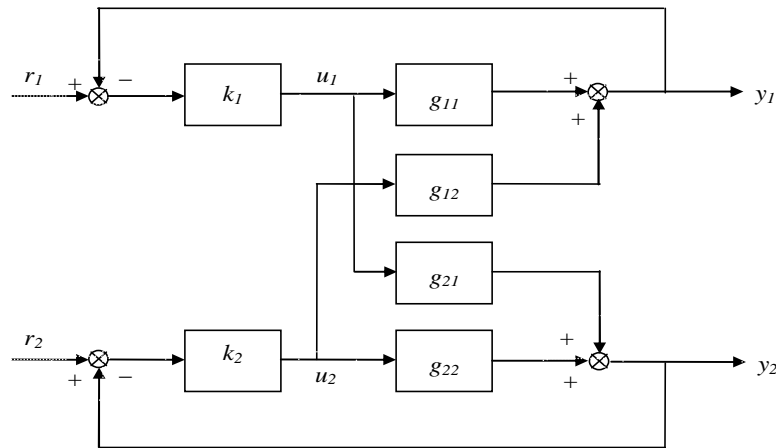 r1 + −
k1
u1
g11
+
+
y1
g12
g21
r2
+ −
k2
u2
g22
+
+
y2